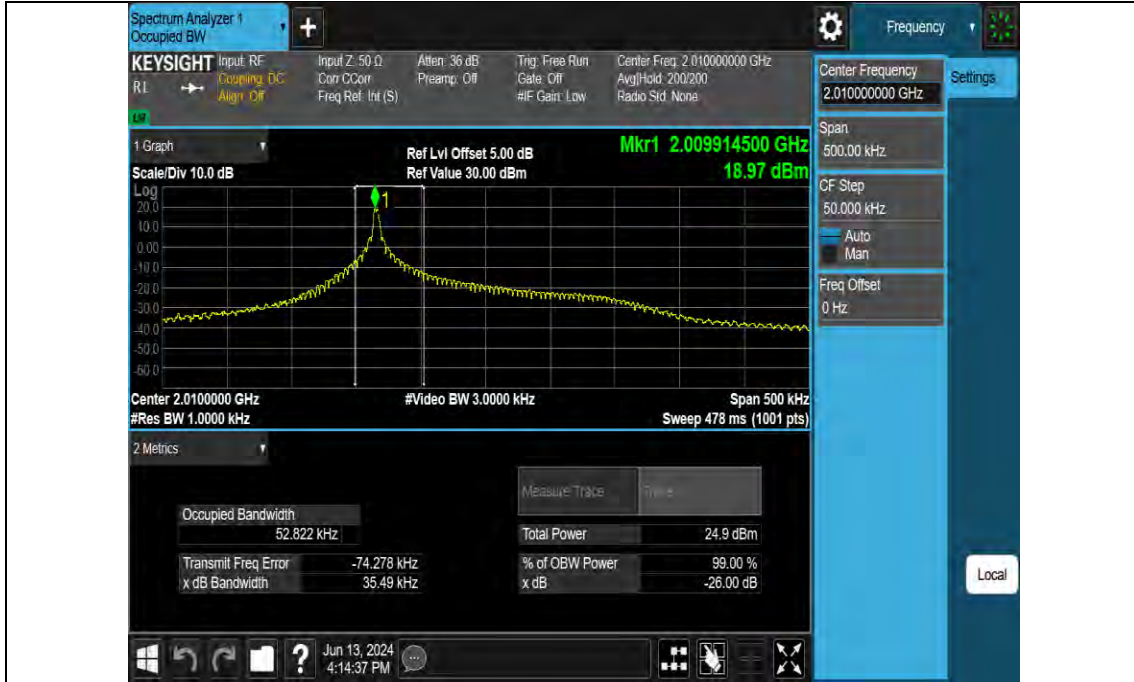 Spectrum Analyzer 1
Occupied BW
+
Frequency
KEYSIGHT
RL
Input: RF
Coupling: DC
Align: Off
Input Z: 50 Ω
Corr CCorr
Freq Ref: Int (S)
Atten: 36 dB
Preamp: Off
Trig: Free Run
Gate: Off
#IF Gain: Low
Center Freq: 2.010000000 GHz
Avg|Hold: 200/200
Radio Std: None
Center Frequency
2.010000000 GHz
Settings
Span
500.00 kHz
CF Step
50.000 kHz
Auto
Man
Freq Offset
0 Hz
1 Graph
Scale/Div 10.0 dB
Ref Lvl Offset 5.00 dB
Ref Value 30.00 dBm
Mkr1 2.009914500 GHz
18.97 dBm
Log
1
20.0
10.0
0.00
-10.0
-20.0
-30.0
-40.0
-50.0
-60.0
Center 2.0100000 GHz
#Video BW 3.0000 kHz
Span 500 kHz
#Res BW 1.0000 kHz
Sweep 478 ms (1001 pts)
2 Metrics
Measure Trace
Occupied Bandwidth
52.822 kHz
Total Power 24.9 dBm
Transmit Freq Error -74.278 kHz
% of OBW Power 99.00 %
x dB Bandwidth 35.49 kHz
x dB -26.00 dB
Local
?
Jun 13, 2024
4:14:37 PM